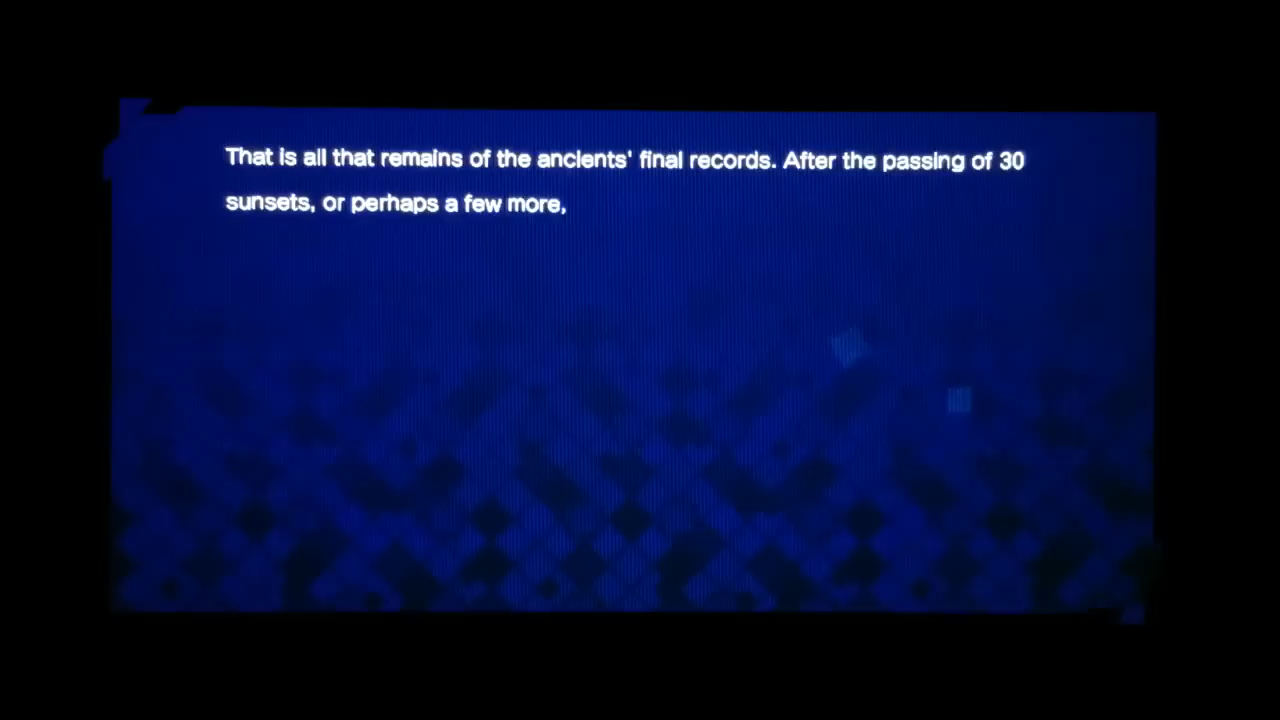 That is all that remains of the ancients' final records. After the passing of 30
sunsets, or perhaps a few more,